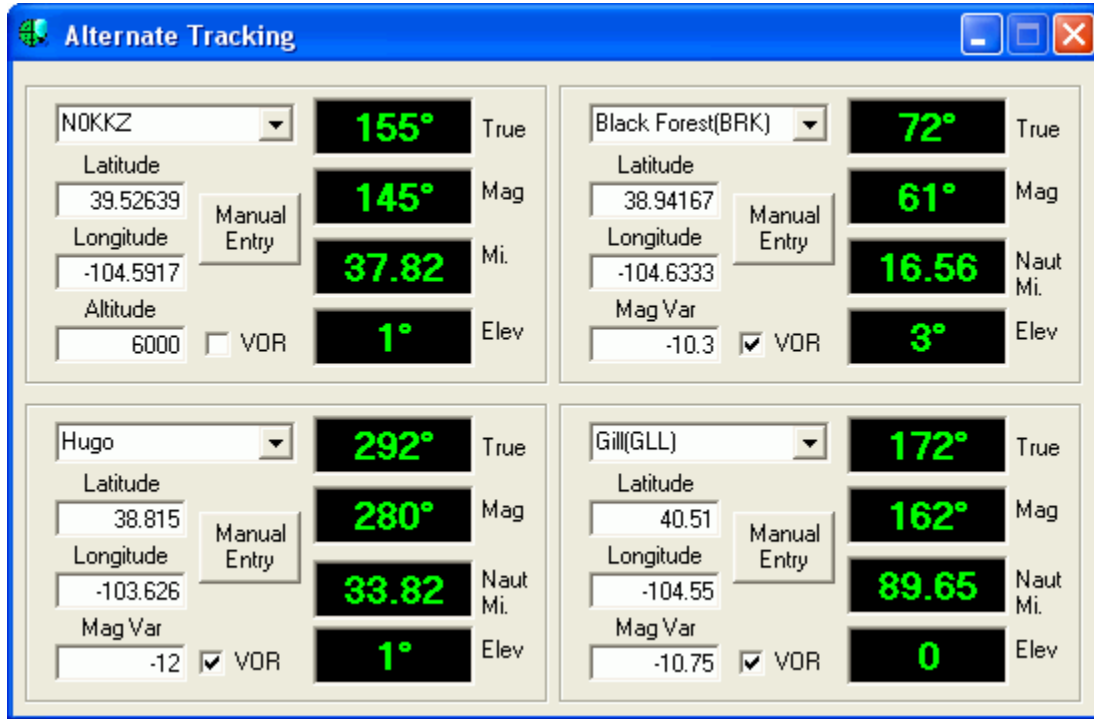 Alternate Tracking
N0KKZ
155°
True
Latitude
39.52639
Manual
Entry
145°
Mag
Longitude
-104.5917
37.82
Mi.
Altitude
6000
VOR
1°
Elev
Black Forest(BRK)
72°
True
Latitude
38.94167
Manual
Entry
61°
Mag
Longitude
-104.6333
16.56
Naut
Mi.
Mag Var
-10.3
VOR
3°
Elev
Hugo
292°
True
Latitude
38.815
Manual
Entry
280°
Mag
Longitude
-103.626
33.82
Naut
Mi.
Mag Var
-12
VOR
1°
Elev
Gill(GLL)
172°
True
Latitude
40.51
Manual
Entry
162°
Mag
Longitude
-104.55
89.65
Naut
Mi.
Mag Var
-10.75
VOR
0
Elev